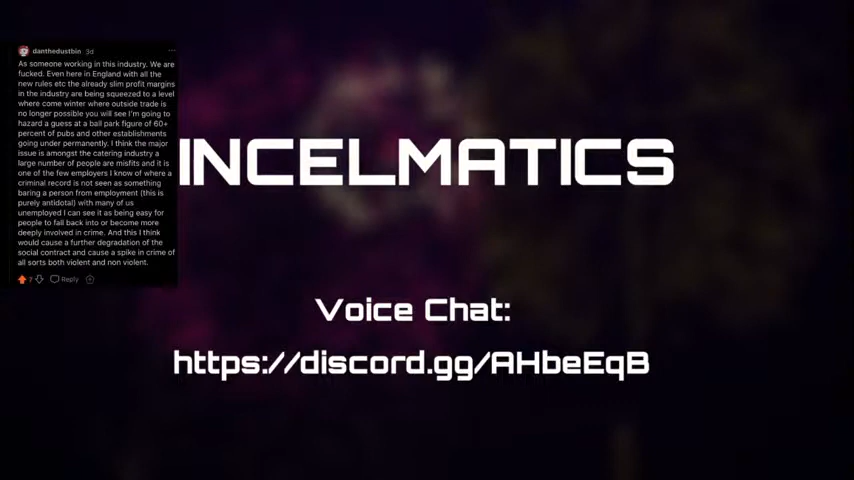 danthedustbin 3d
As someone working in this industry. We are
fucked. Even here in England with all the
new rules etc the already slim profit margins
in the industry are being squeezed to a level
where come winter where outside trade is
no longer possible you will see I'm going to
hazard a guess at a ball park figure of 60+
percent of pubs and other establishments
going under permanently. I think the major
issue is amongst the catering industry a
large number of people are misfits and it is
one of the few employers I know of where a
criminal record is not seen as something
baring a person from employment (this is
purely antidotal) with many of us
unemployed I can see it as being easy for
people to fall back into or become more
deeply involved in crime. And this I think
would cause a further degradation of the
social contract and cause a spike in crime of
all sorts both violent and non violent.
7 Reply
INCELMATICS
Voice Chat:
https://discord.gg/AHbeEqB